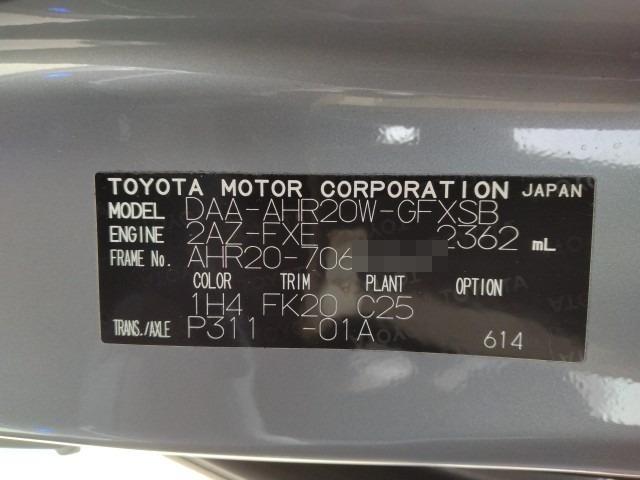 TOYOTA MOTOR CORPORATION JAPAN
MODEL DAA-AHR20W-GFXSB
ENGINE 2AZ-FXE 2362 mL
FRAME No. AHR20-706
COLOR TRIM PLANT OPTION
1H4 FK20 C25
TRANS./AXLE P311 -01A
614